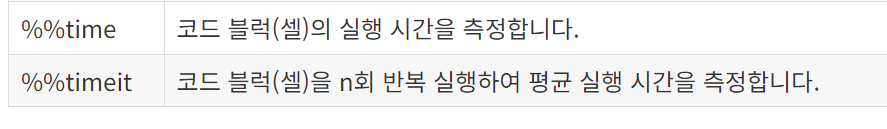 %%time 코드 블럭(셀)의 실행 시간을 측정합니다.
%%timeit 코드 블럭(셀)을 n회 반복 실행하여 평균 실행 시간을 측정합니다.